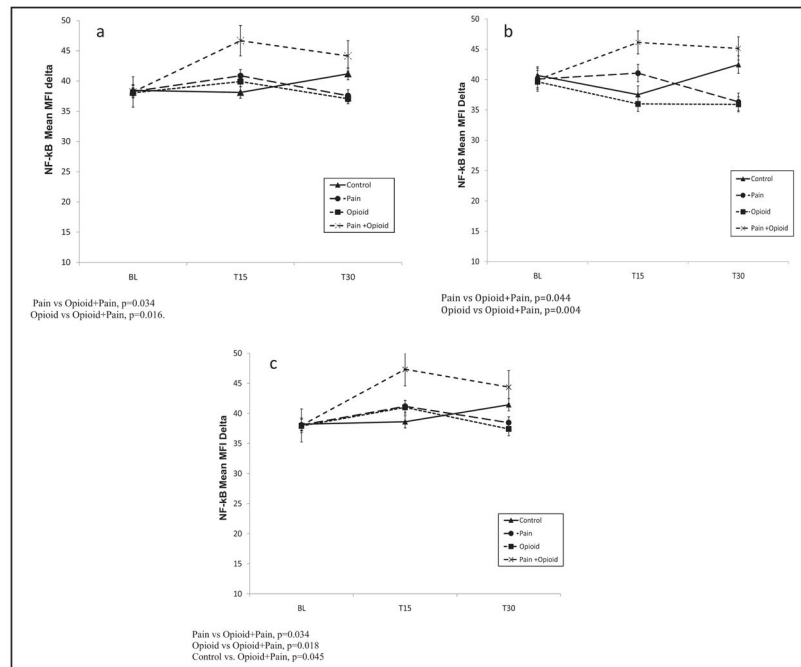 a
NF-kB Mean MFI delta
50
45
40
35
30
25
20
15
10
BL
T15
T30
Control
Pain
Opioid
Pain +Opioid
Pain vs Opioid+Pain, p=0.034
Opioid vs Opioid+Pain, p=0.016.
b
NF-kB Mean MFI Delta
50
45
40
35
30
25
20
15
10
BL
T15
T30
Control
Pain
Opioid
Pain +Opioid
Pain vs Opioid+Pain, p=0.044
Opioid vs Opioid+Pain, p=0.004
c
NF-kB Mean MFI Delta
50
45
40
35
30
25
20
15
10
BL
T15
T30
Control
Pain
Opioid
Pain +Opioid
Pain vs Opioid+Pain, p=0.034
Opioid vs Opioid+Pain, p=0.018
Control vs. Opioid+Pain, p=0.045